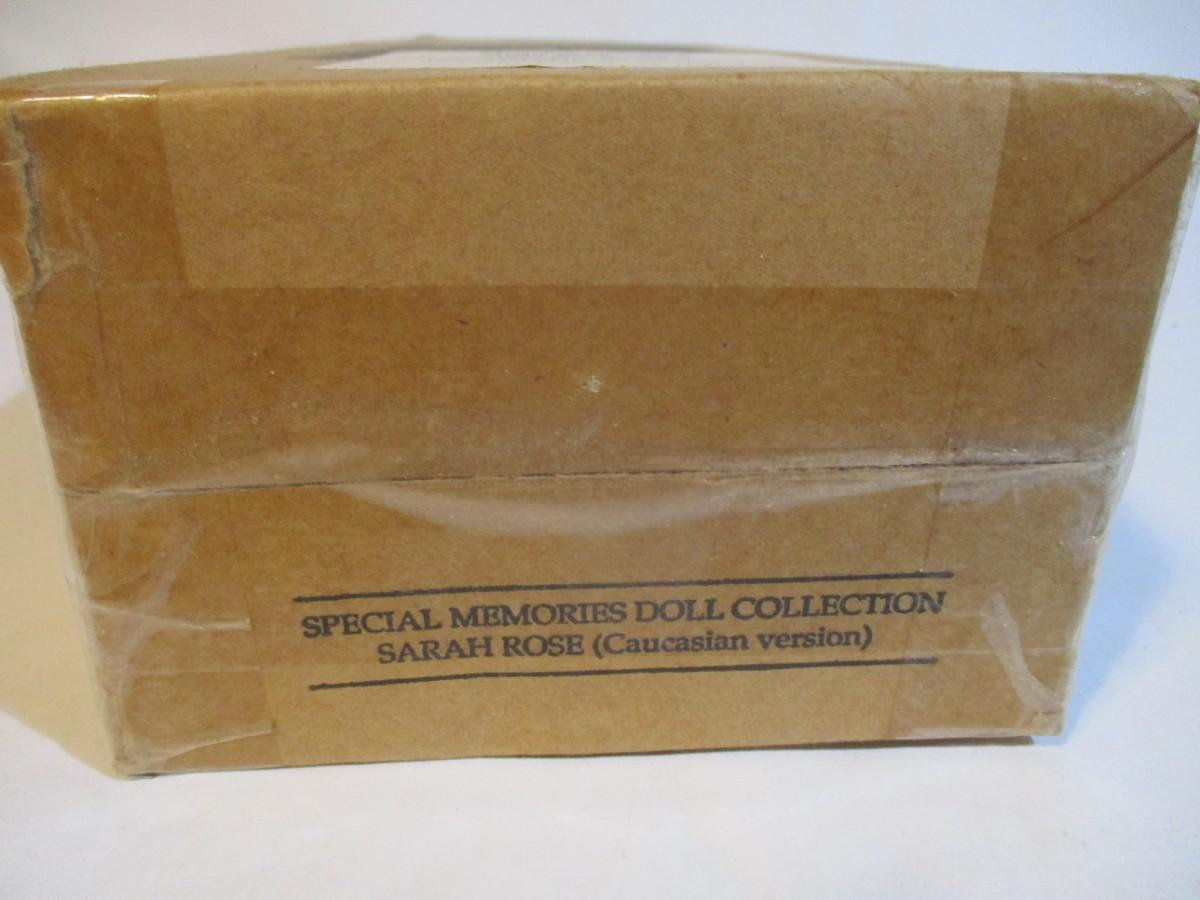 SPECIAL MEMORIES DOLL COLLECTION
SARAH ROSE (Caucasian version)